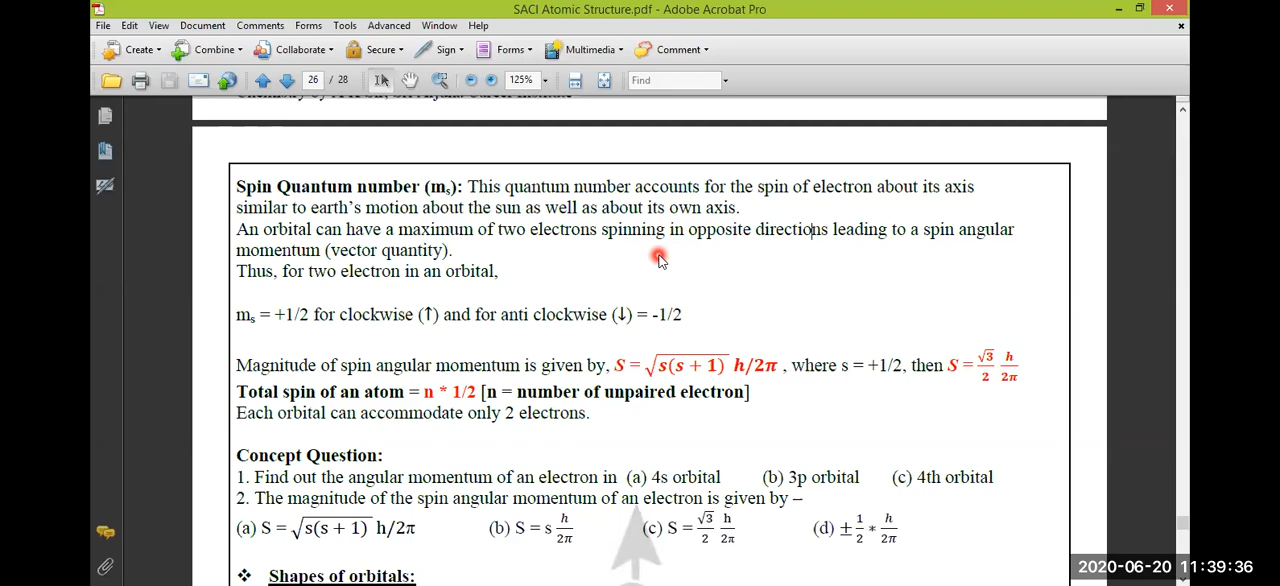 SACI Atomic Structure.pdf - Adobe Acrobat Pro
File Edit View Document Comments Forms Tools Advanced Window Help
Create Combine Collaborate Secure Sign Forms Multimedia Comment
26 / 28 125% Find
Spin Quantum number (mₛ): This quantum number accounts for the spin of electron about its axis
similar to earth's motion about the sun as well as about its own axis.
An orbital can have a maximum of two electrons spinning in opposite directions leading to a spin angular
momentum (vector quantity).
Thus, for two electron in an orbital,
mₛ = +1/2 for clockwise (↑) and for anti clockwise (↓) = -1/2
Magnitude of spin angular momentum is given by, S = √s(s + 1) h/2π , where s = +1/2, then S = √3/2 h/2π
Total spin of an atom = n * 1/2 [n = number of unpaired electron]
Each orbital can accommodate only 2 electrons.
Concept Question:
1. Find out the angular momentum of an electron in (a) 4s orbital (b) 3p orbital (c) 4th orbital
2. The magnitude of the spin angular momentum of an electron is given by –
(a) S = √s(s + 1) h/2π (b) S = s h/2π (c) S = √3/2 h/2π (d) ± 1/2 * h/2π
❖ Shapes of orbitals:
2020-06-20 11:39:36